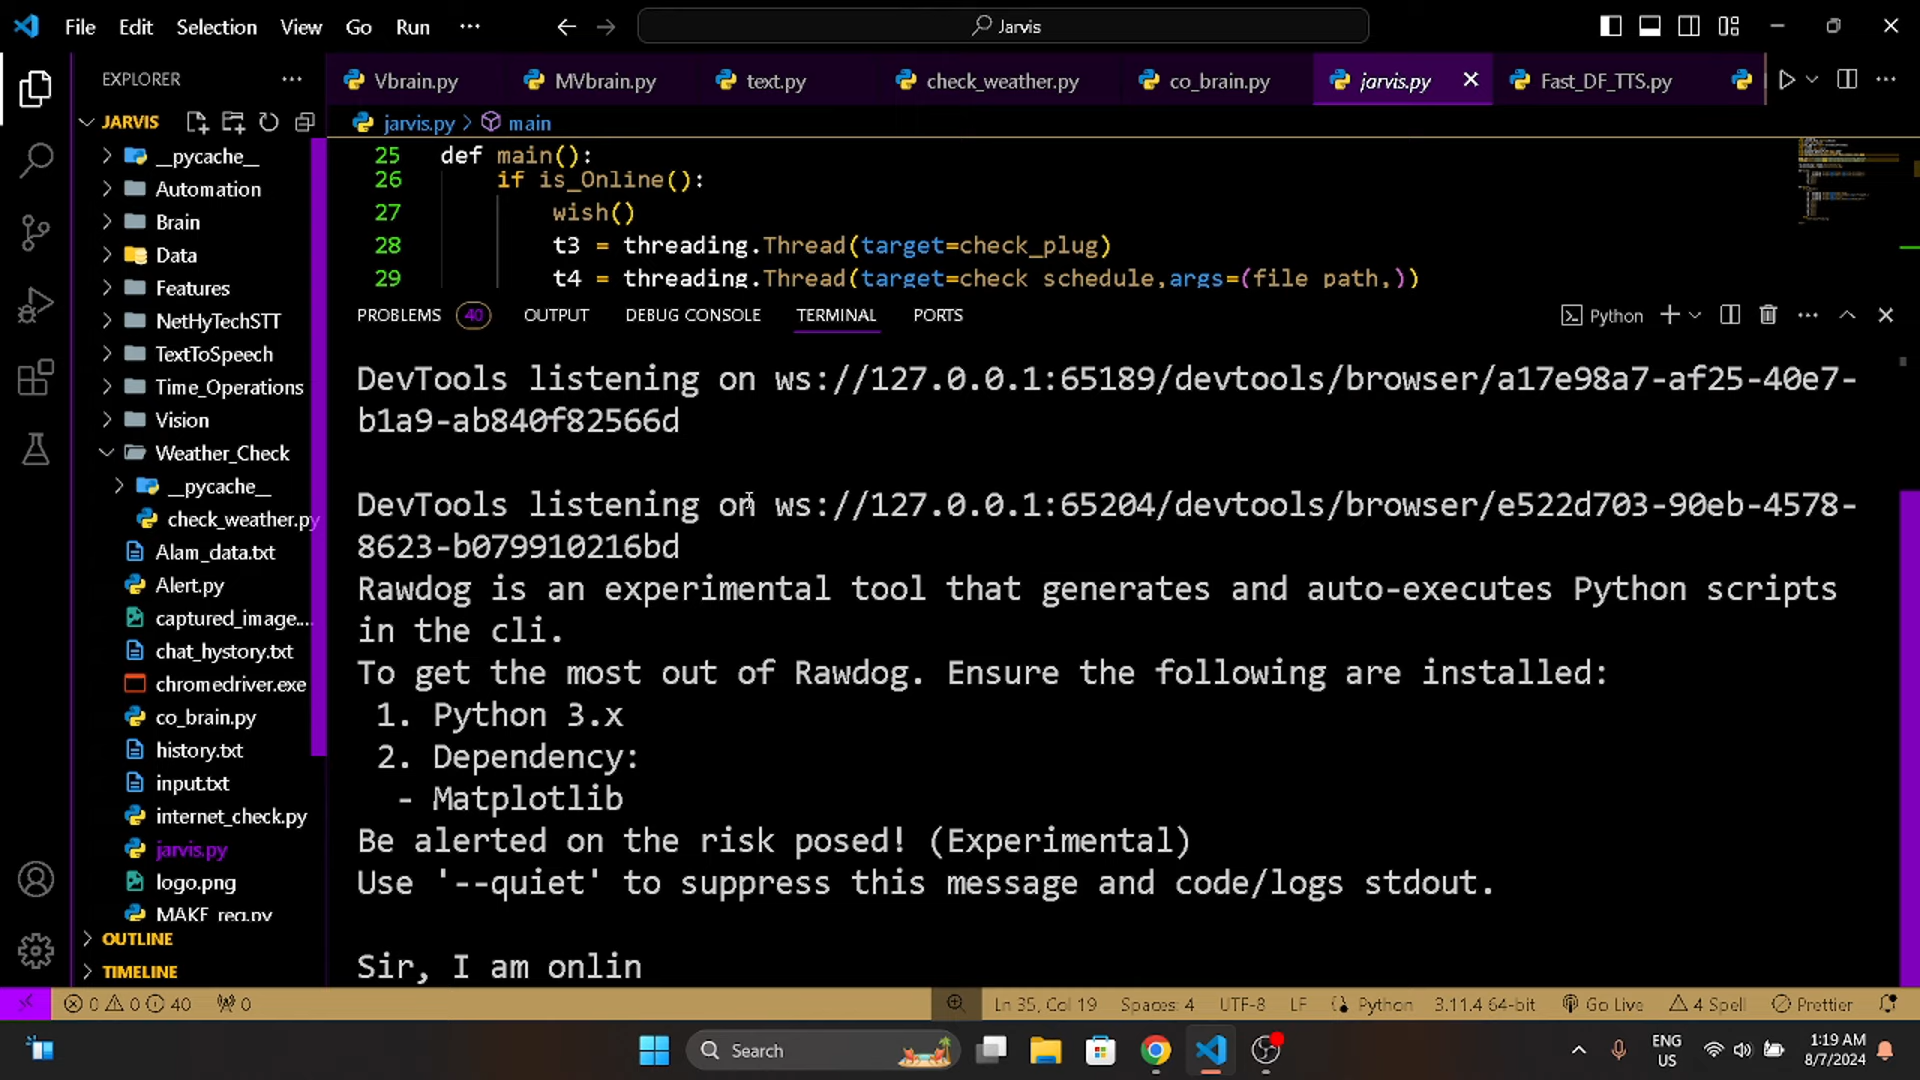 File Edit Selection View Go Run ··· Jarvis
EXPLORER ···
Vbrain.py MVbrain.py text.py check_weather.py co_brain.py jarvis.py Fast_DF_TTS.py
JARVIS
jarvis.py > main
__pycache__
Automation
Brain
Data
Features
NetHyTechSTT
TextToSpeech
Time_Operations
Vision
Weather_Check
__pycache__
check_weather.py
Alam_data.txt
Alert.py
captured_image....
chat_hystory.txt
chromedriver.exe
co_brain.py
history.txt
input.txt
internet_check.py
jarvis.py
logo.png
MAKE_req.py
OUTLINE
TIMELINE
25 def main():
26 if is_Online():
27 wish()
28 t3 = threading.Thread(target=check_plug)
29 t4 = threading.Thread(target=check_schedule,args=(file_path,))
PROBLEMS 40 OUTPUT DEBUG CONSOLE TERMINAL PORTS Python
DevTools listening on ws://127.0.0.1:65189/devtools/browser/a17e98a7-af25-40e7-
b1a9-ab840f82566d
DevTools listening on ws://127.0.0.1:65204/devtools/browser/e522d703-90eb-4578-
8623-b079910216bd
Rawdog is an experimental tool that generates and auto-executes Python scripts
in the cli.
To get the most out of Rawdog. Ensure the following are installed:
1. Python 3.x
2. Dependency:
- Matplotlib
Be alerted on the risk posed! (Experimental)
Use '--quiet' to suppress this message and code/logs stdout.
Sir, I am onlin
0 0 40 0 Ln 35, Col 19 Spaces: 4 UTF-8 LF Python 3.11.4 64-bit Go Live 4 Spell Prettier
Search
ENG
US
1:19 AM
8/7/2024